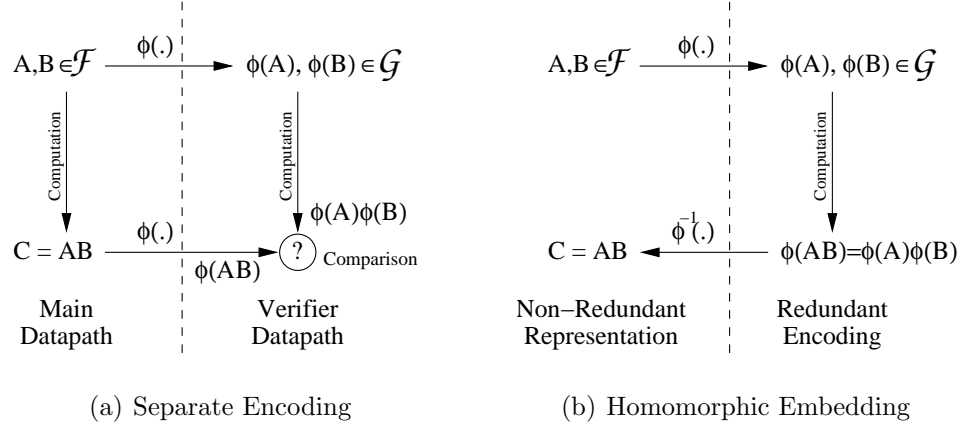 A,B ∈ ℱ
ϕ(.)
ϕ(A), ϕ(B) ∈ 𝒢
Computation
Computation
ϕ(A)ϕ(B)
C = AB
ϕ(.)
ϕ(AB)
?
Comparison
Main
Datapath
Verifier
Datapath
(a) Separate Encoding
A,B ∈ ℱ
ϕ(.)
ϕ(A), ϕ(B) ∈ 𝒢
Computation
C = AB
ϕ⁻¹(.)
ϕ(AB)=ϕ(A)ϕ(B)
Non−Redundant
Representation
Redundant
Encoding
(b) Homomorphic Embedding